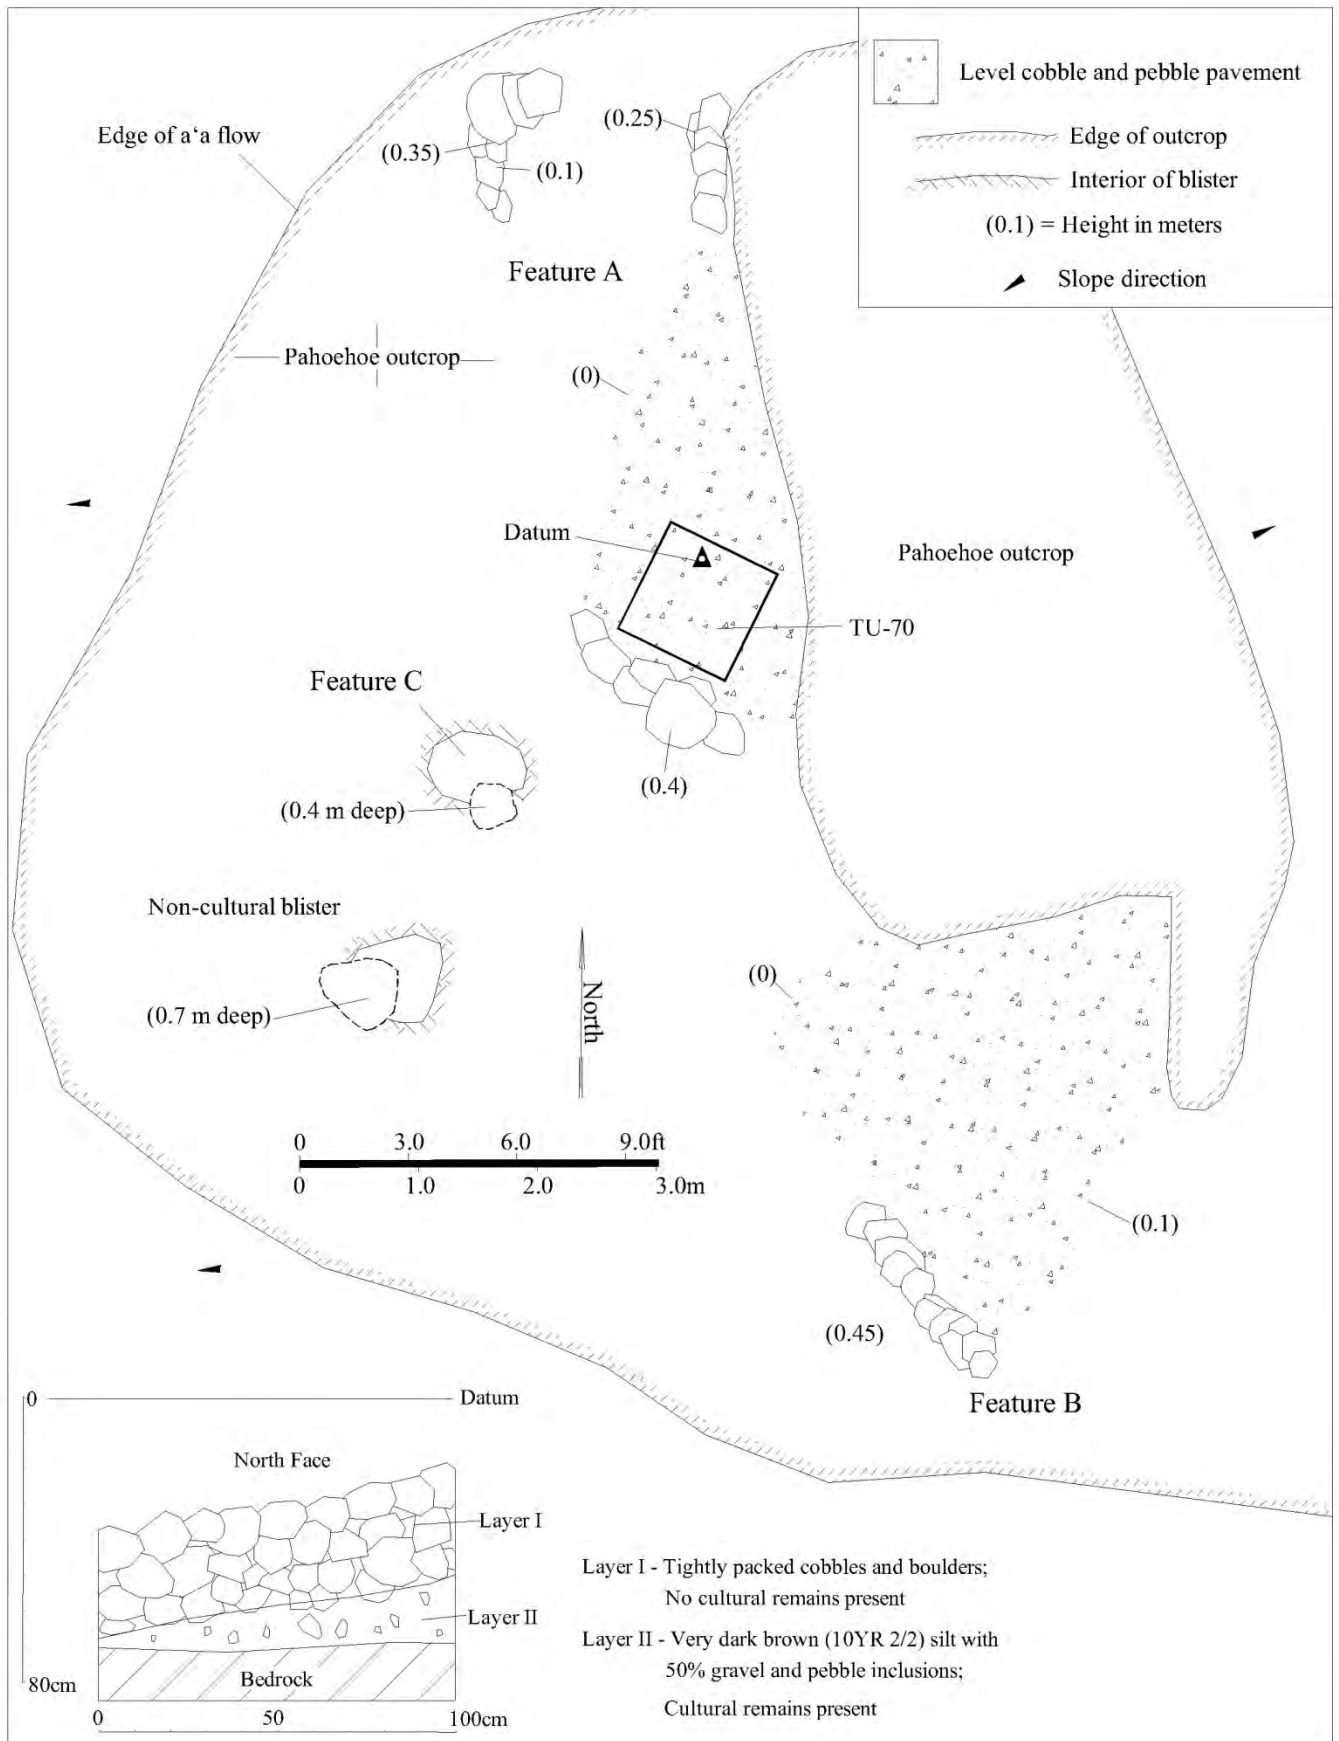 Level cobble and pebble pavement
Edge of outcrop
Interior of blister
(0.1) = Height in meters
Slope direction
Edge of a‘a flow
(0.35)
(0.1)
(0.25)
Feature A
Pahoehoe outcrop
(0)
Datum
Pahoehoe outcrop
TU-70
Feature C
(0.4)
(0.4 m deep)
Non-cultural blister
(0.7 m deep)
North
(0)
0 3.0 6.0 9.0ft
0 1.0 2.0 3.0m
(0.1)
(0.45)
Feature B
0 Datum
North Face
Layer I
Layer II
Bedrock
80cm
0 50 100cm
Layer I - Tightly packed cobbles and boulders;
No cultural remains present
Layer II - Very dark brown (10YR 2/2) silt with
50% gravel and pebble inclusions;
Cultural remains present